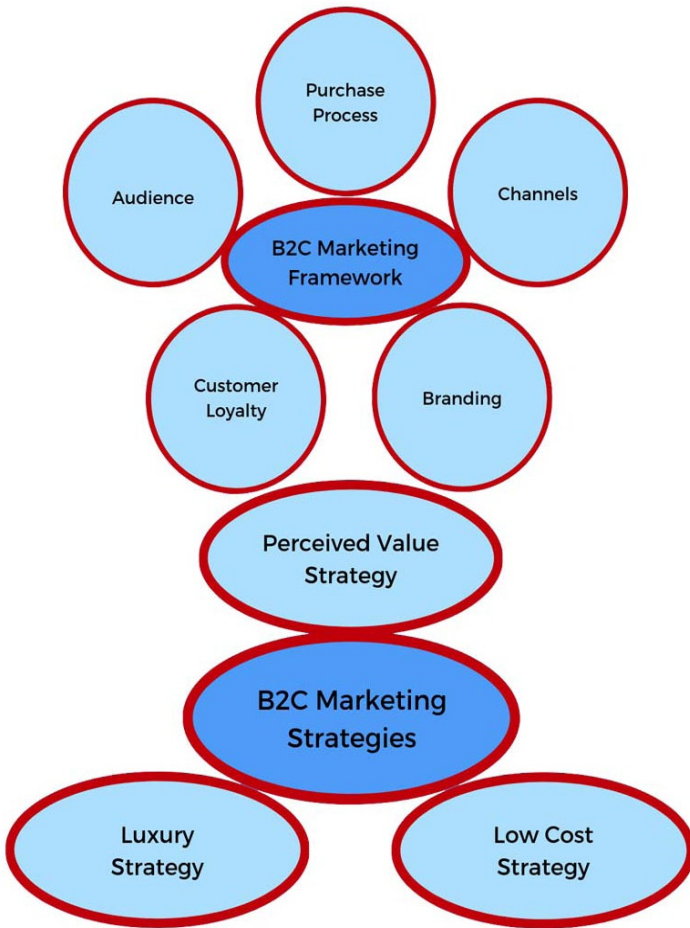 Purchase
Process
Audience
Channels
B2C Marketing
Framework
Customer
Loyalty
Branding
Perceived Value
Strategy
B2C Marketing
Strategies
Luxury
Strategy
Low Cost
Strategy